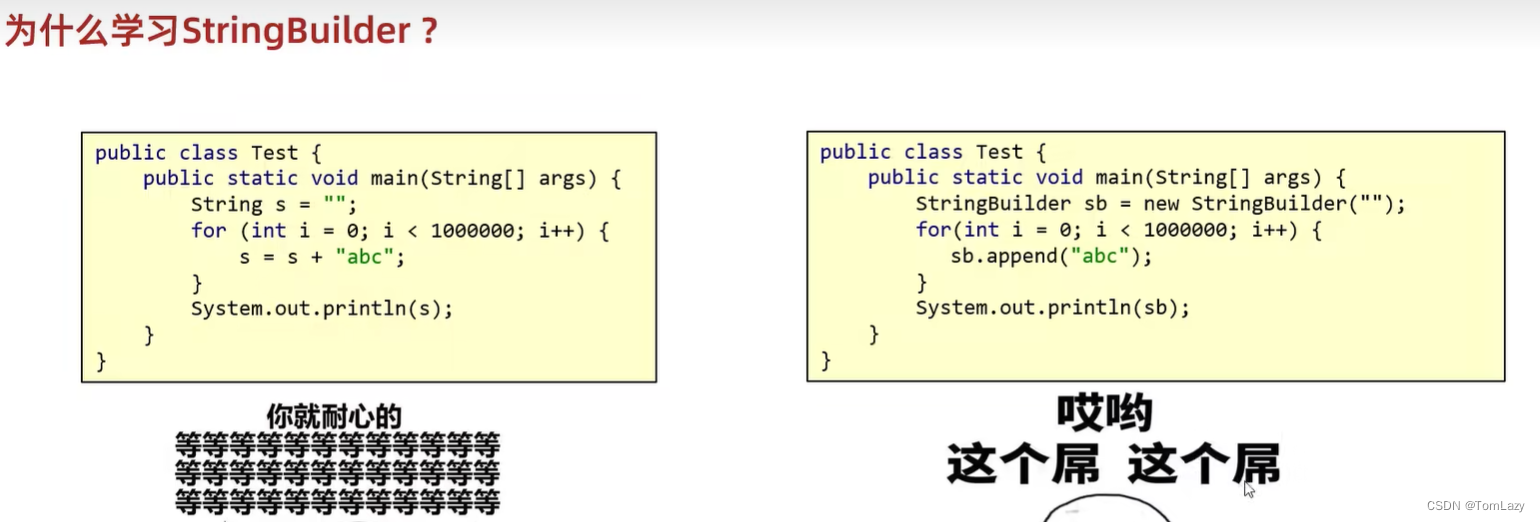 为什么学习StringBuilder？
public class Test {
    public static void main(String[] args) {
        String s = "";
        for (int i = 0; i < 1000000; i++) {
            s = s + "abc";
        }
        System.out.println(s);
    }
}
你就耐心的
等等等等等等等等等等等等
等等等等等等等等等等等等
等等等等等等等等等等等等
public class Test {
    public static void main(String[] args) {
        StringBuilder sb = new StringBuilder("");
        for(int i = 0; i < 1000000; i++) {
           sb.append("abc");
        }
        System.out.println(sb);
    }
}
哎哟
这个屌 这个屌
CSDN @TomLazy